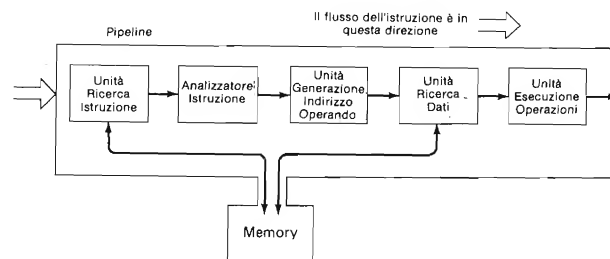 Pipeline
Il flusso dell'istruzione è in
questa direzione
Unità
Ricerca
Istruzione
Analizzatore
Istruzione
Unità
Generazione
Indirizzo
Operando
Unità
Ricerca
Dati
Unità
Esecuzione
Operazioni
Memory